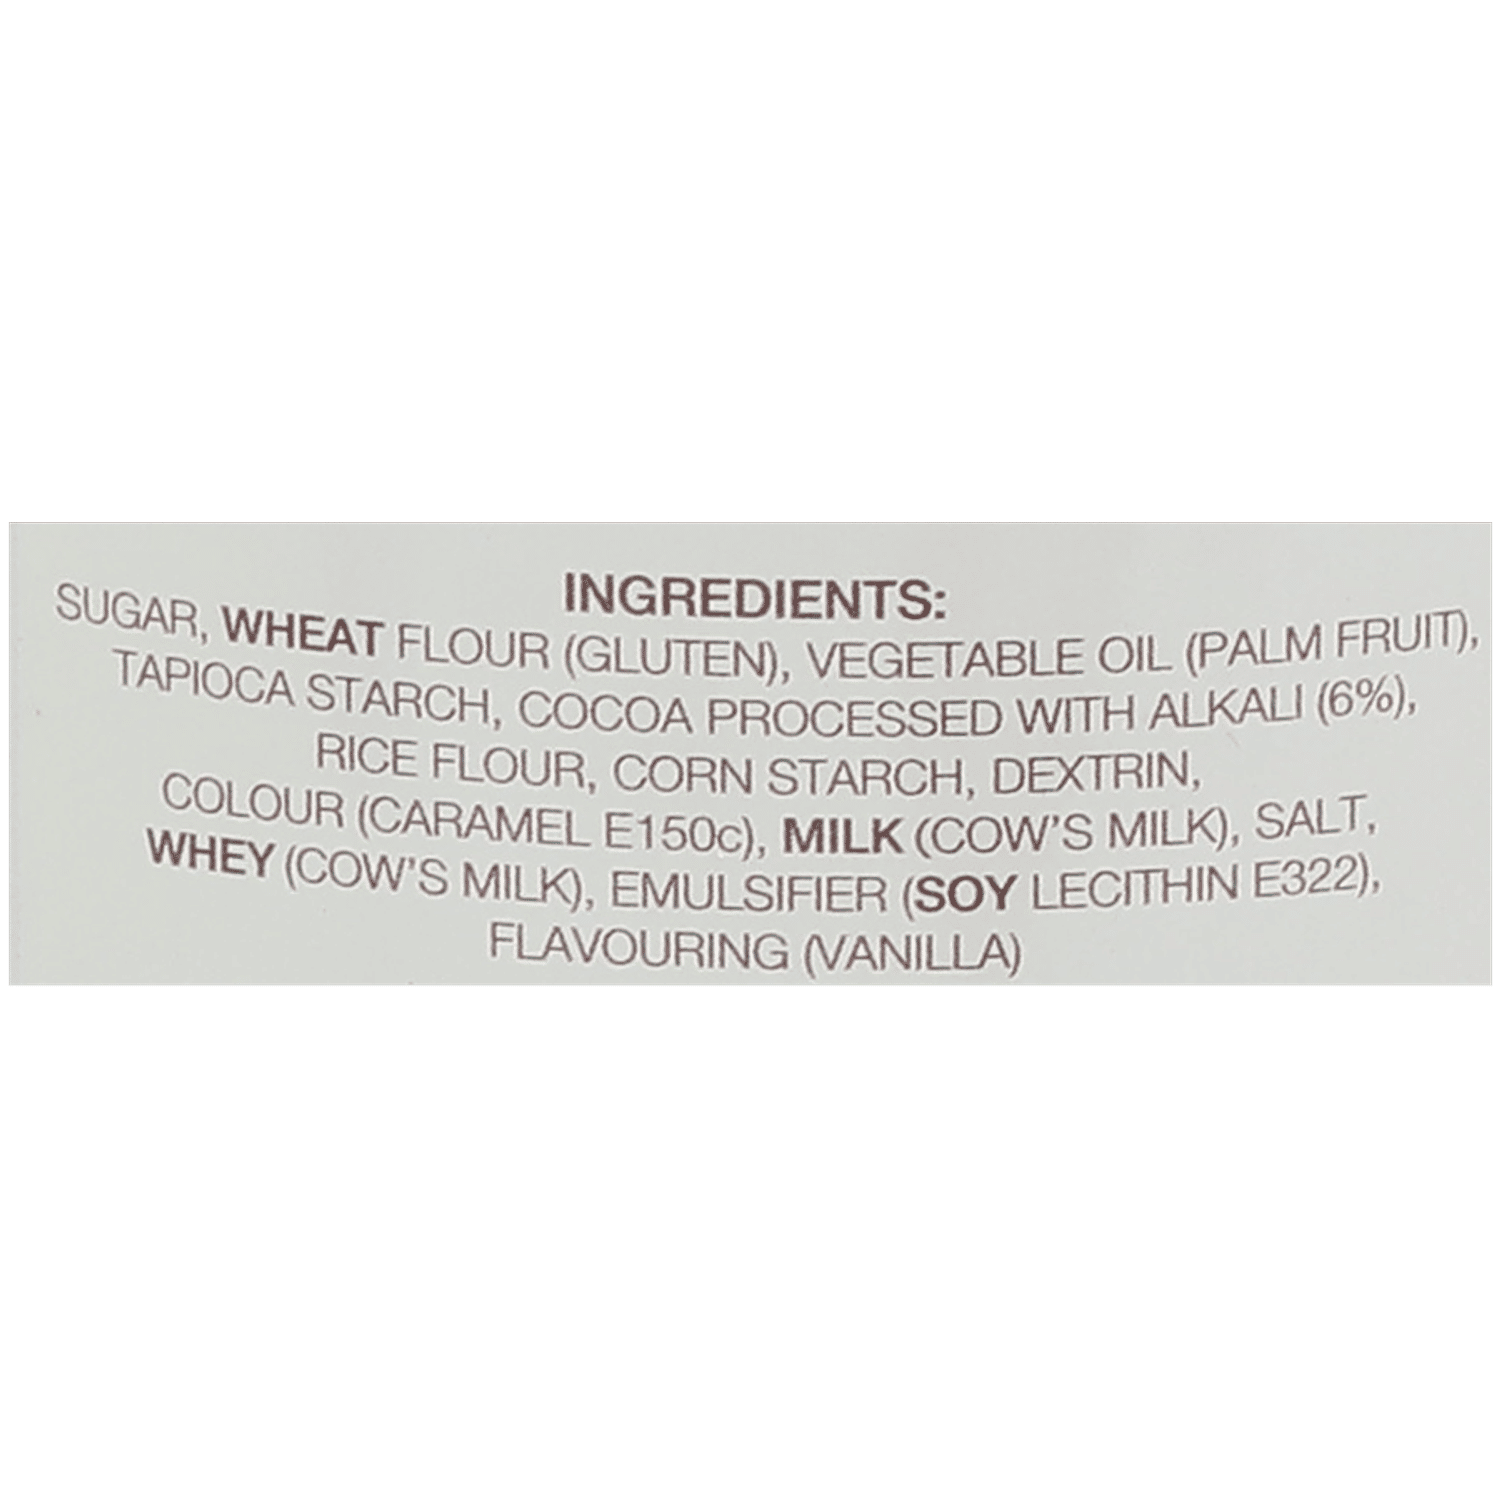 INGREDIENTS:
SUGAR, WHEAT FLOUR (GLUTEN), VEGETABLE OIL (PALM FRUIT),
TAPIOCA STARCH, COCOA PROCESSED WITH ALKALI (6%),
RICE FLOUR, CORN STARCH, DEXTRIN,
COLOUR (CARAMEL E150c), MILK (COW'S MILK), SALT,
WHEY (COW'S MILK), EMULSIFIER (SOY LECITHIN E322),
FLAVOURING (VANILLA)